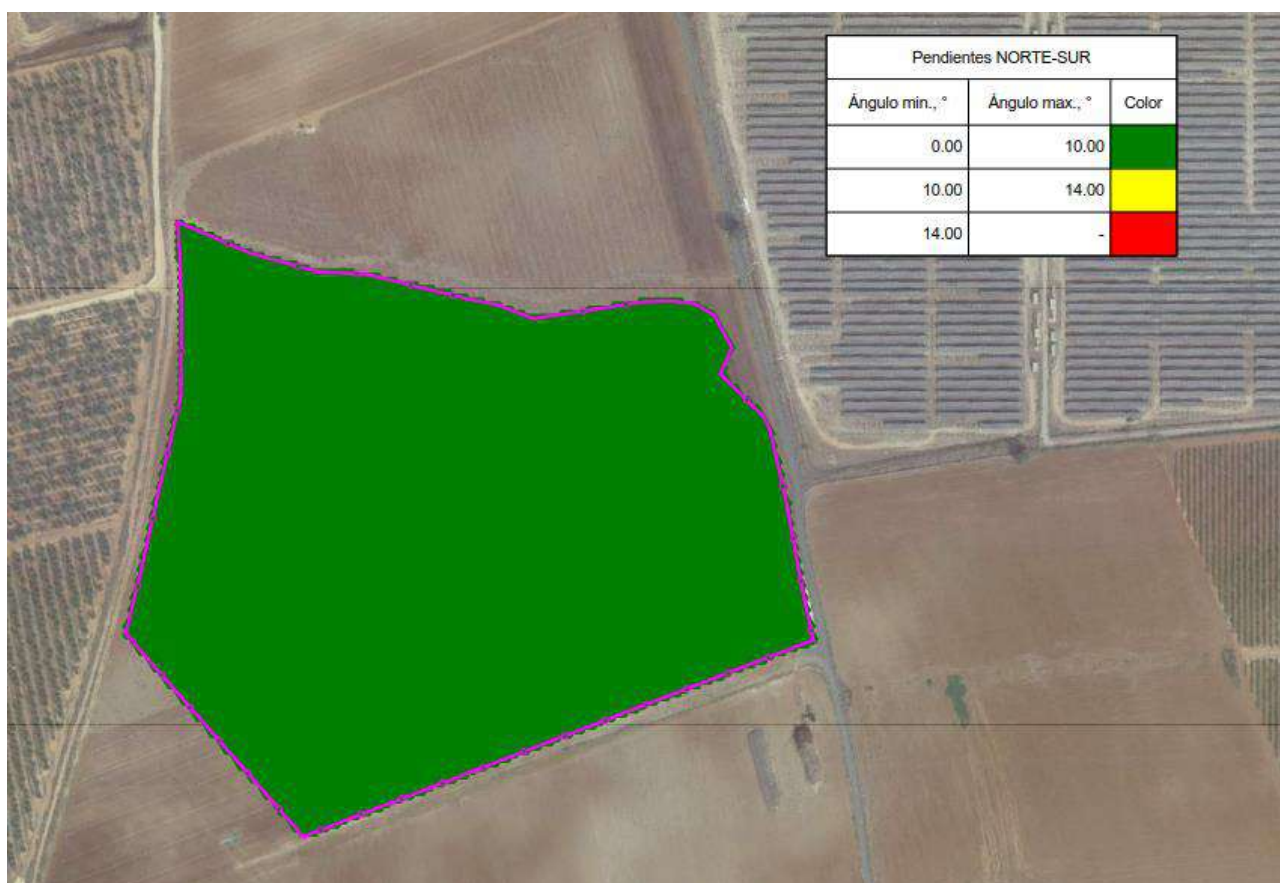 Pendientes NORTE-SUR
Ángulo min., ° Ángulo max., ° Color
0.00 10.00
10.00 14.00
14.00 -